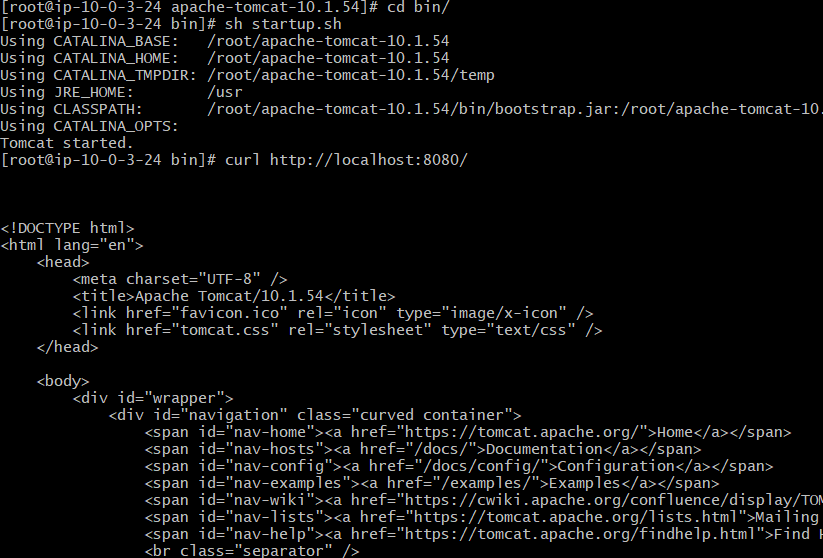 [root@ip-10-0-3-24 apache-tomcat-10.1.54]# cd bin/
[root@ip-10-0-3-24 bin]# sh startup.sh
Using CATALINA_BASE:   /root/apache-tomcat-10.1.54
Using CATALINA_HOME:   /root/apache-tomcat-10.1.54
Using CATALINA_TMPDIR: /root/apache-tomcat-10.1.54/temp
Using JRE_HOME:        /usr
Using CLASSPATH:       /root/apache-tomcat-10.1.54/bin/bootstrap.jar:/root/apache-tomcat-10.
Using CATALINA_OPTS:
Tomcat started.
[root@ip-10-0-3-24 bin]# curl http://localhost:8080/
<!DOCTYPE html>
<html lang="en">
    <head>
        <meta charset="UTF-8" />
        <title>Apache Tomcat/10.1.54</title>
        <link href="favicon.ico" rel="icon" type="image/x-icon" />
        <link href="tomcat.css" rel="stylesheet" type="text/css" />
    </head>
    <body>
        <div id="wrapper">
            <div id="navigation" class="curved container">
                <span id="nav-home"><a href="https://tomcat.apache.org/">Home</a></span>
                <span id="nav-hosts"><a href="/docs/">Documentation</a></span>
                <span id="nav-config"><a href="/docs/config/">Configuration</a></span>
                <span id="nav-examples"><a href="/examples/">Examples</a></span>
                <span id="nav-wiki"><a href="https://cwiki.apache.org/confluence/display/TOM
                <span id="nav-lists"><a href="https://tomcat.apache.org/lists.html">Mailing
                <span id="nav-help"><a href="https://tomcat.apache.org/findhelp.html">Find H
                <br class="separator" />